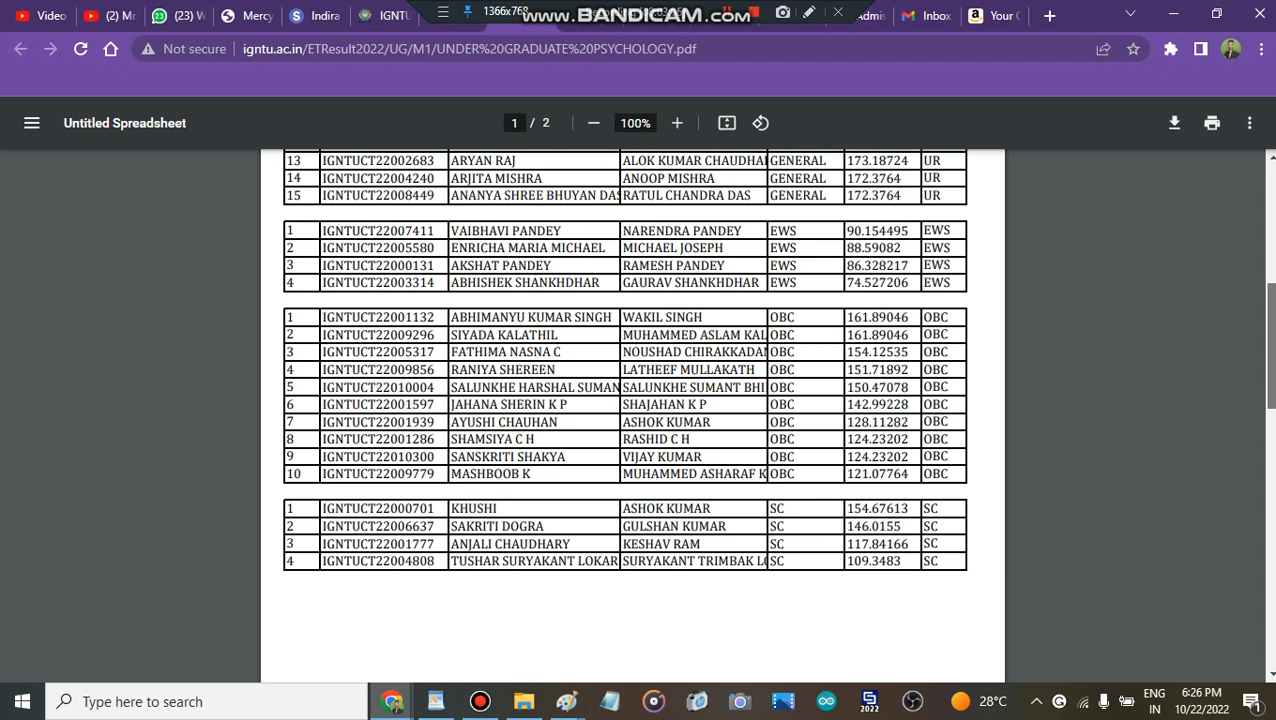 Video
(2) Mr
(23) W
Mercy
Indira
IGNTU
1366x768
www.BANDICAM.com
Admis
Inbox
Your C
Not secure
igntu.ac.in/ETResult2022/UG/M1/UNDER%20GRADUATE%20PSYCHOLOGY.pdf
Untitled Spreadsheet
1 / 2
100%
13 IGNTUCT22002683 ARYAN RAJ ALOK KUMAR CHAUDHAI GENERAL 173.18724 UR
14 IGNTUCT22004240 ARJITA MISHRA ANOOP MISHRA GENERAL 172.3764 UR
15 IGNTUCT22008449 ANANYA SHREE BHUYAN DAS RATUL CHANDRA DAS GENERAL 172.3764 UR
1 IGNTUCT22007411 VAIBHAVI PANDEY NARENDRA PANDEY EWS 90.154495 EWS
2 IGNTUCT22005580 ENRICHA MARIA MICHAEL MICHAEL JOSEPH EWS 88.59082 EWS
3 IGNTUCT22000131 AKSHAT PANDEY RAMESH PANDEY EWS 86.328217 EWS
4 IGNTUCT22003314 ABHISHEK SHANKHDHAR GAURAV SHANKHDHAR EWS 74.527206 EWS
1 IGNTUCT22001132 ABHIMANYU KUMAR SINGH WAKIL SINGH OBC 161.89046 OBC
2 IGNTUCT22009296 SIYADA KALATHIL MUHAMMED ASLAM KAL OBC 161.89046 OBC
3 IGNTUCT22005317 FATHIMA NASNA C NOUSHAD CHIRAKKADAN OBC 154.12535 OBC
4 IGNTUCT22009856 RANIYA SHEREEN LATHEEF MULLAKATH OBC 151.71892 OBC
5 IGNTUCT22010004 SALUNKHE HARSHAL SUMAN SALUNKHE SUMANT BHI OBC 150.47078 OBC
6 IGNTUCT22001597 JAHANA SHERIN K P SHAJAHAN K P OBC 142.99228 OBC
7 IGNTUCT22001939 AYUSHI CHAUHAN ASHOK KUMAR OBC 128.11282 OBC
8 IGNTUCT22001286 SHAMSIYA C H RASHID C H OBC 124.23202 OBC
9 IGNTUCT22010300 SANSKRITI SHAKYA VIJAY KUMAR OBC 124.23202 OBC
10 IGNTUCT22009779 MASHBOOB K MUHAMMED ASHARAF K OBC 121.07764 OBC
1 IGNTUCT22000701 KHUSHI ASHOK KUMAR SC 154.67613 SC
2 IGNTUCT22006637 SAKRITI DOGRA GULSHAN KUMAR SC 146.0155 SC
3 IGNTUCT22001777 ANJALI CHAUDHARY KESHAV RAM SC 117.84166 SC
4 IGNTUCT22004808 TUSHAR SURYAKANT LOKAR SURYAKANT TRIMBAK LO SC 109.3483 SC
Type here to search
2022
28°C
ENG
IN
6:26 PM
10/22/2022
1